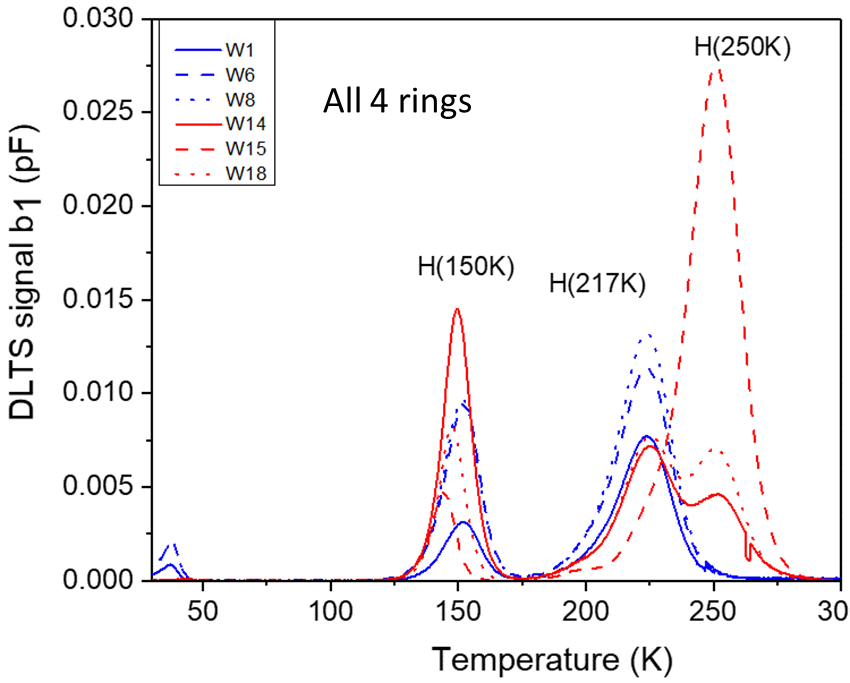 0.030
0.025
0.020
0.015
0.010
0.005
0.000
DLTS signal b1 (pF)
W1
W6
W8
W14
W15
W18
All 4 rings
H(150K)
H(217K)
H(250K)
50
100
150
200
250
30
Temperature (K)